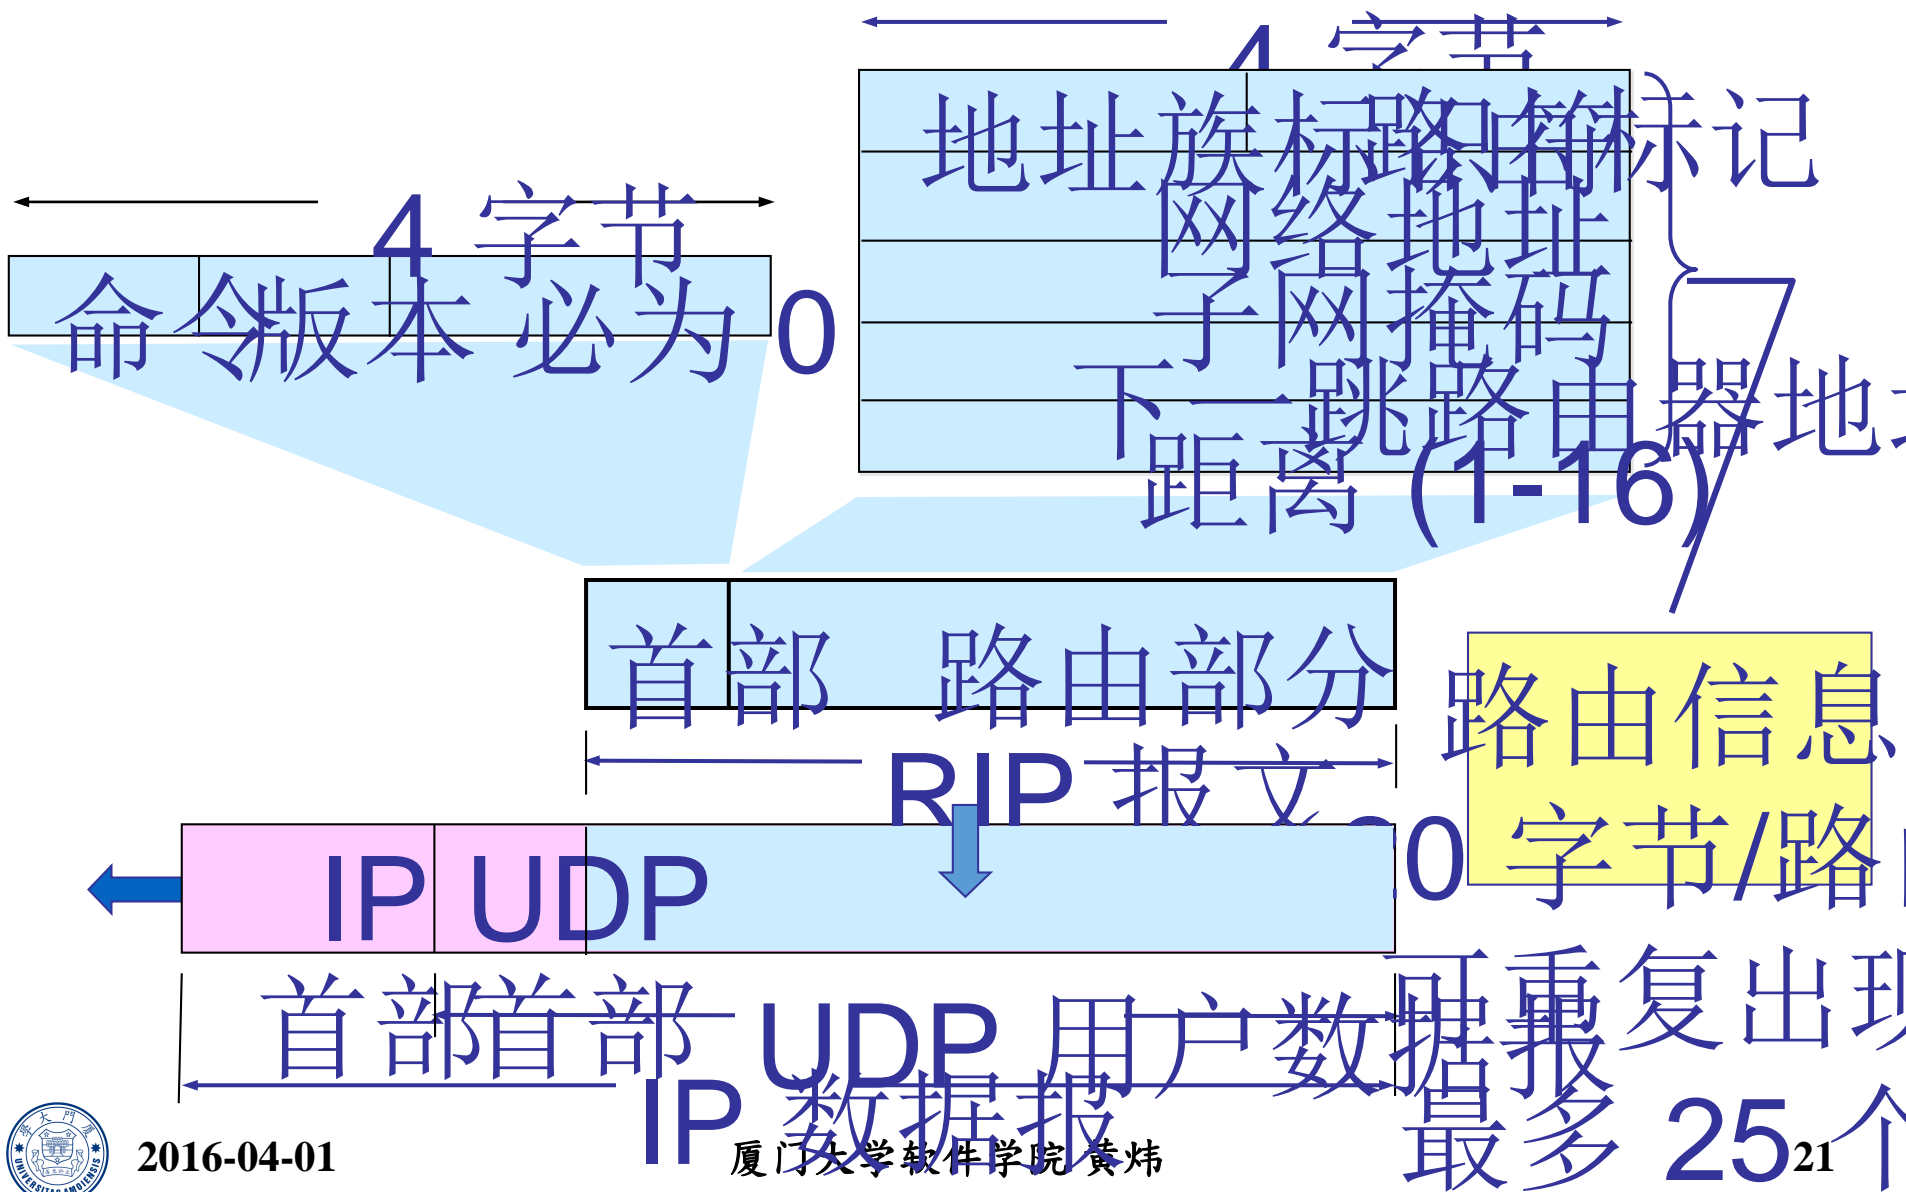 4 字节
地址族标识符
路由标记
网络地址
子网掩码
下一跳路由器地
距离 (1-16)
4 字节
命令
版本
必为 0
首部
路由部分
路由信息
0 字节/路
可重复出现
最多 25 个
RIP 报文
IP
首部
UDP
首部
UDP 用户数据报
IP 数据报
2016-04-01
厦门大学软件学院 黄炜
21